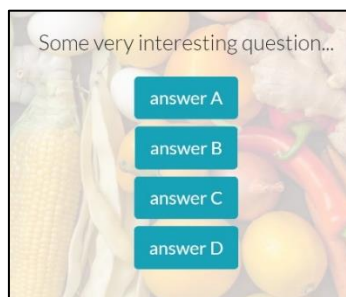 Some very interesting question...
answer A
answer B
answer C
answer D